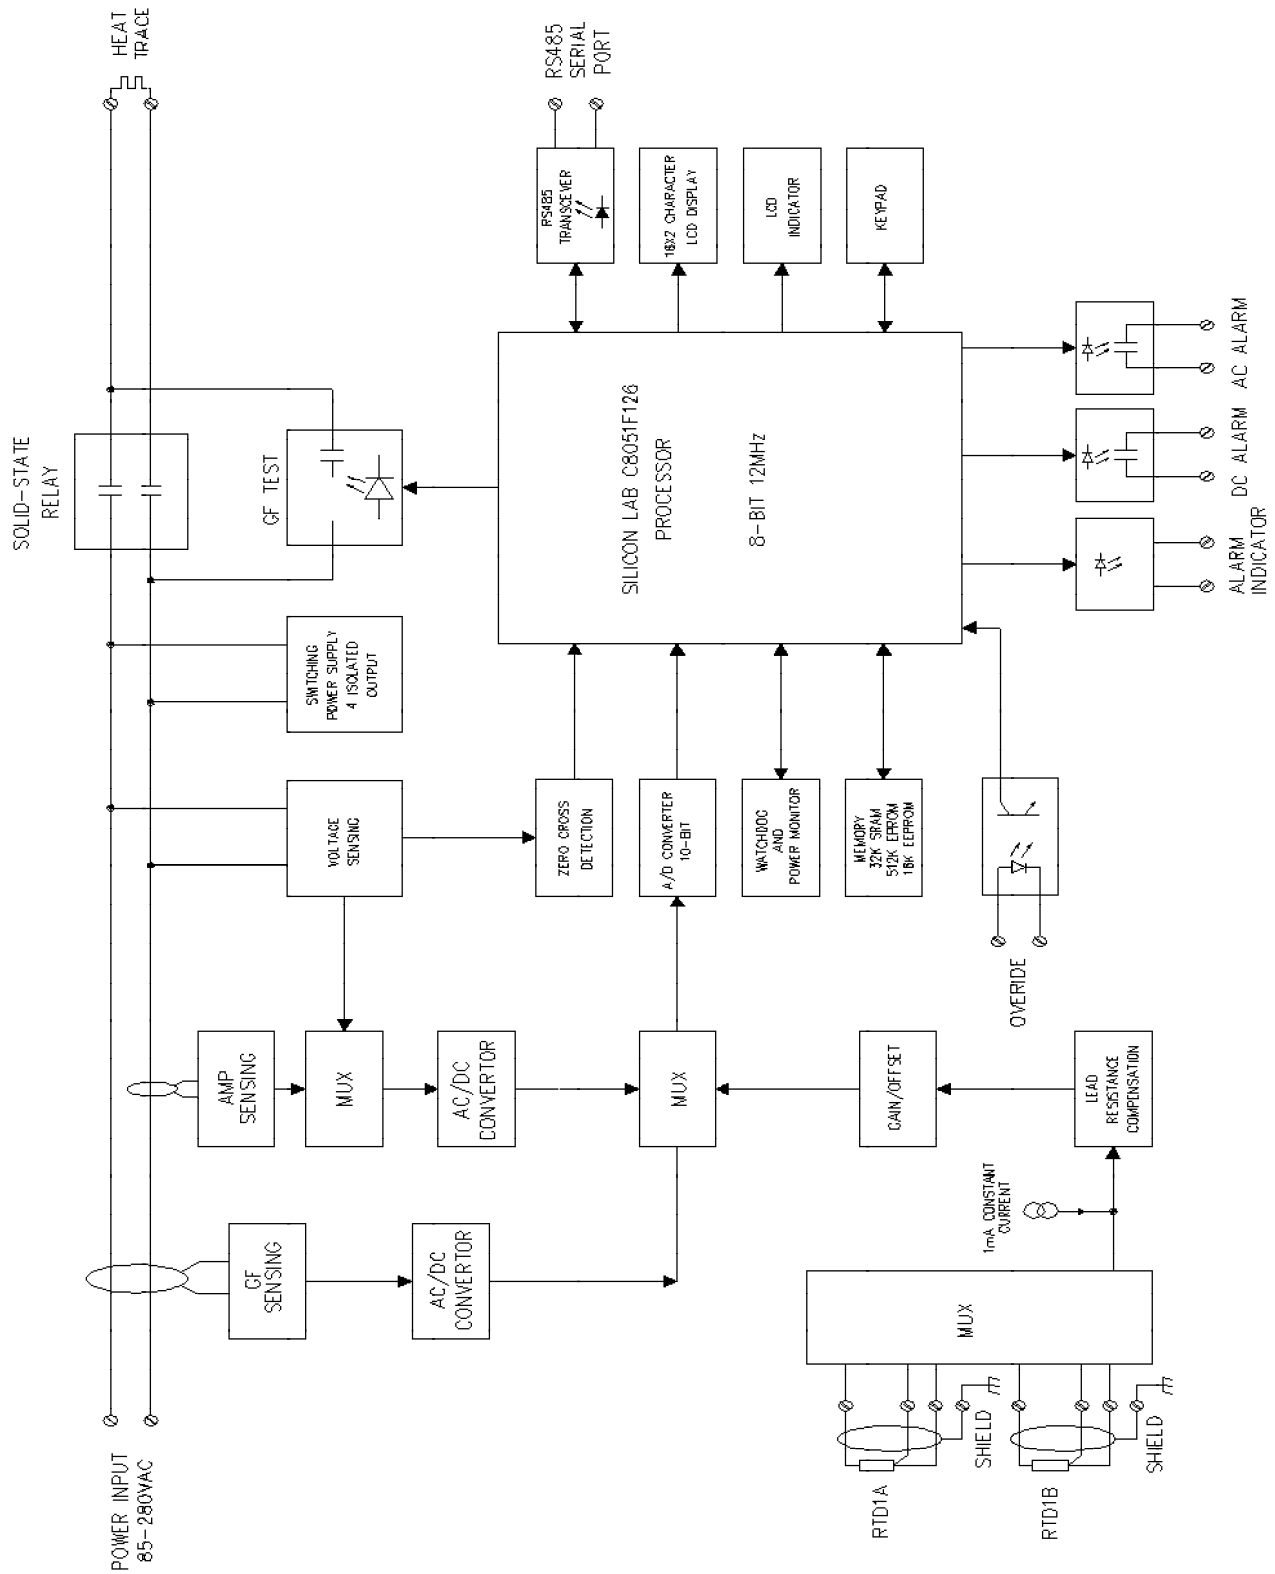 POWER INPUT
85-280VAC
SOLID-STATE
RELAY
HEAT
TRACE
GF
SENSING
AMP
SENSING
VOLTAGE
SENSING
SWITCHING
POWER SUPPLY
4 ISOLATED
OUTPUT
GF TEST
MUX
AC/DC
CONVERTOR
AC/DC
CONVERTOR
ZERO CROSS
DETECTION
RS485
TRANSCEVER
RS485
SERIAL
PORT
MUX
A/D CONVERTER
10-BIT
SILICON LAB C8051F126
PROCESSOR
8-BIT 12MHz
16X2 CHARACTER
LCD DISPLAY
WATCHDOG
AND
POWER MONITOR
LCD
INDICATOR
MEMORY
32K SRAM
512K EPROM
16K EEPROM
KEYPAD
GAIN/OFFSET
OVERIDE
1mA CONSTANT
CURRENT
LEAD
RESISTANCE
COMPENSATION
MUX
RTD1A
SHIELD
RTD1B
SHIELD
ALARM
INDICATOR
DC ALARM
AC ALARM